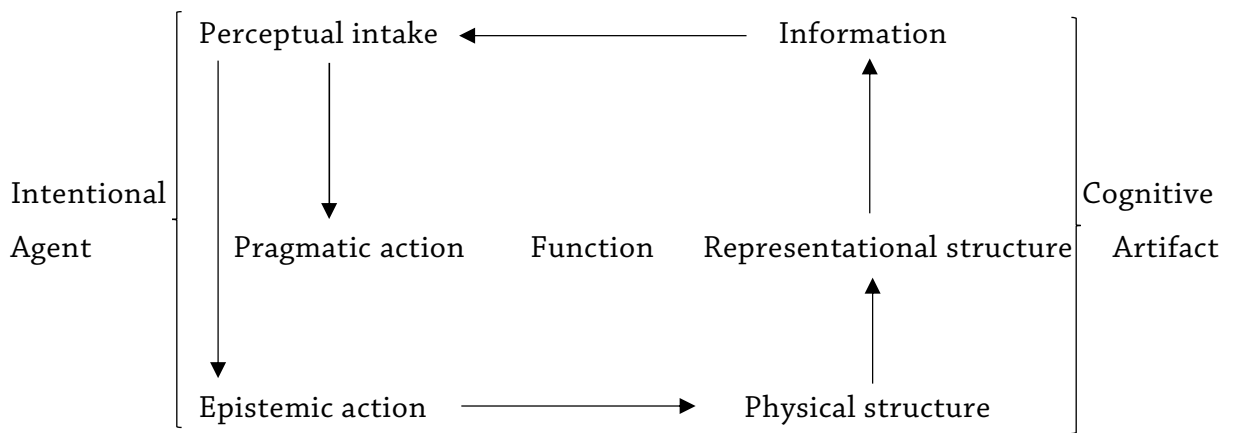 Perceptual intake Information
Intentional Cognitive
Agent Pragmatic action Function Representational structure Artifact
Epistemic action Physical structure